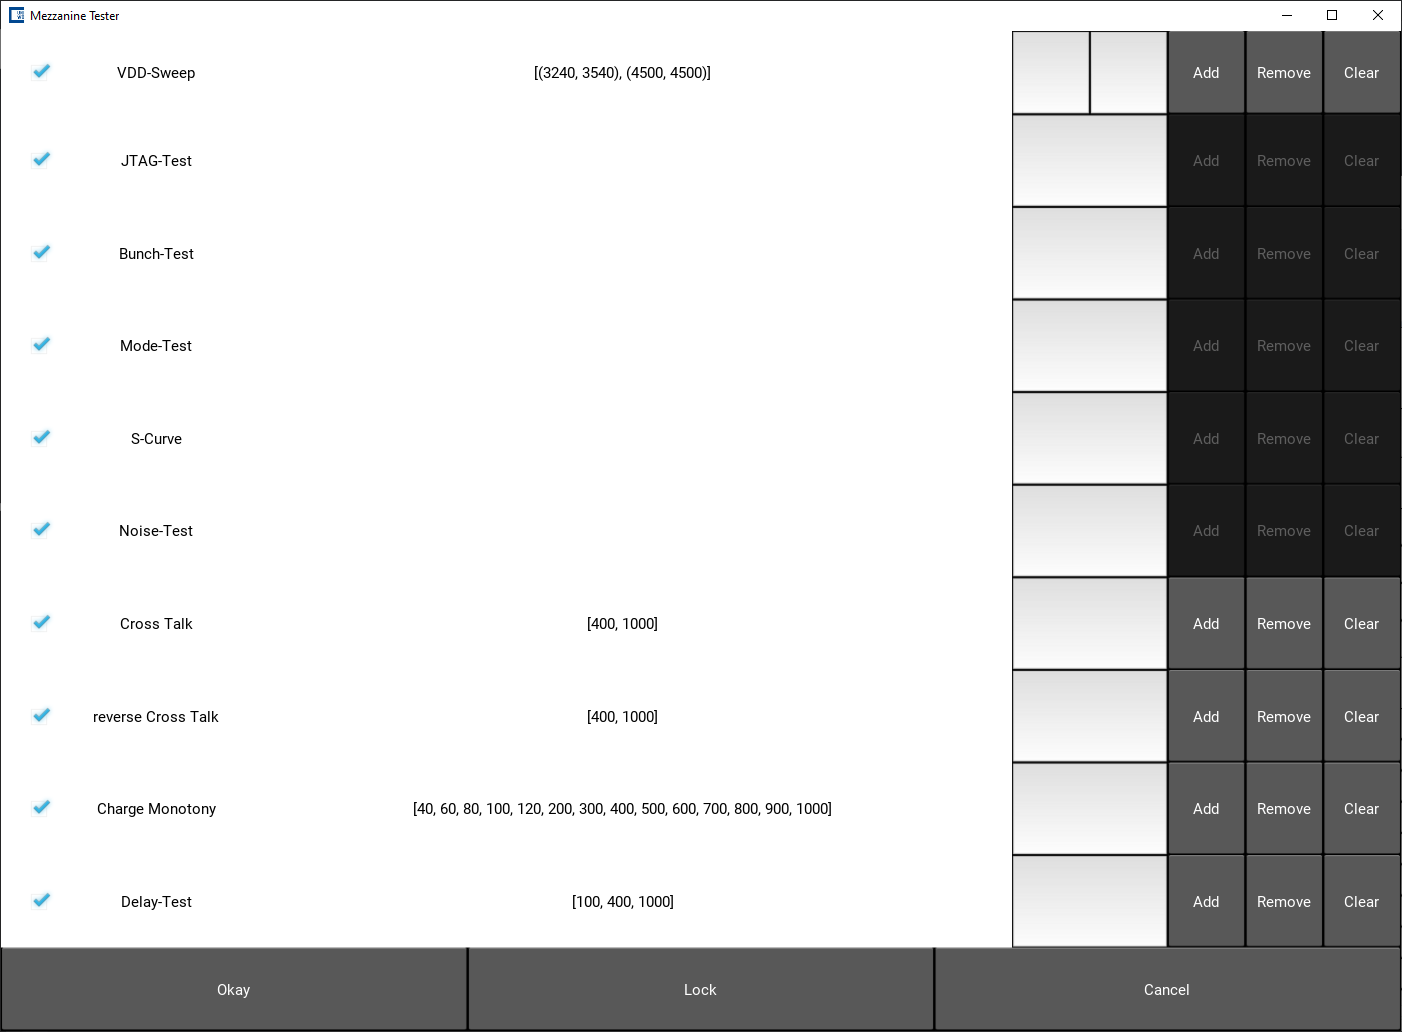 Mezzanine Tester
VDD-Sweep [(3240, 3540), (4500, 4500)] Add Remove Clear
JTAG-Test Add Remove Clear
Bunch-Test Add Remove Clear
Mode-Test Add Remove Clear
S-Curve Add Remove Clear
Noise-Test Add Remove Clear
Cross Talk [400, 1000] Add Remove Clear
reverse Cross Talk [400, 1000] Add Remove Clear
Charge Monotony [40, 60, 80, 100, 120, 200, 300, 400, 500, 600, 700, 800, 900, 1000] Add Remove Clear
Delay-Test [100, 400, 1000] Add Remove Clear
Okay Lock Cancel